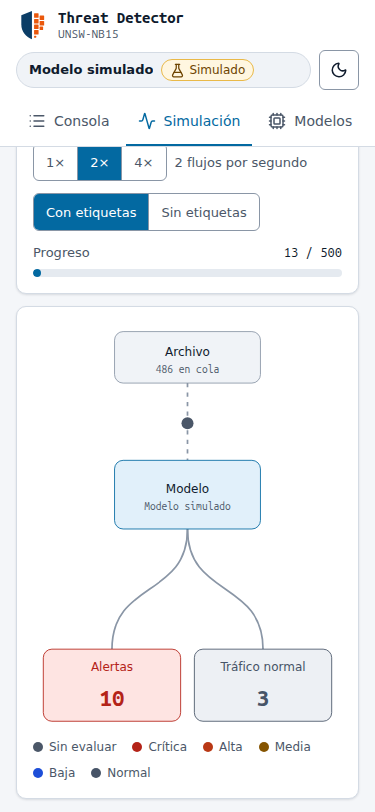 Threat Detector
UNSW-NB15
Modelo simulado Simulado
Consola Simulación Modelos
1× 2× 4× 2 flujos por segundo
Con etiquetas Sin etiquetas
Progreso 13 / 500
Archivo
486 en cola
Modelo
Modelo simulado
Alertas Tráfico normal
10 3
Sin evaluar Crítica Alta Media
Baja Normal